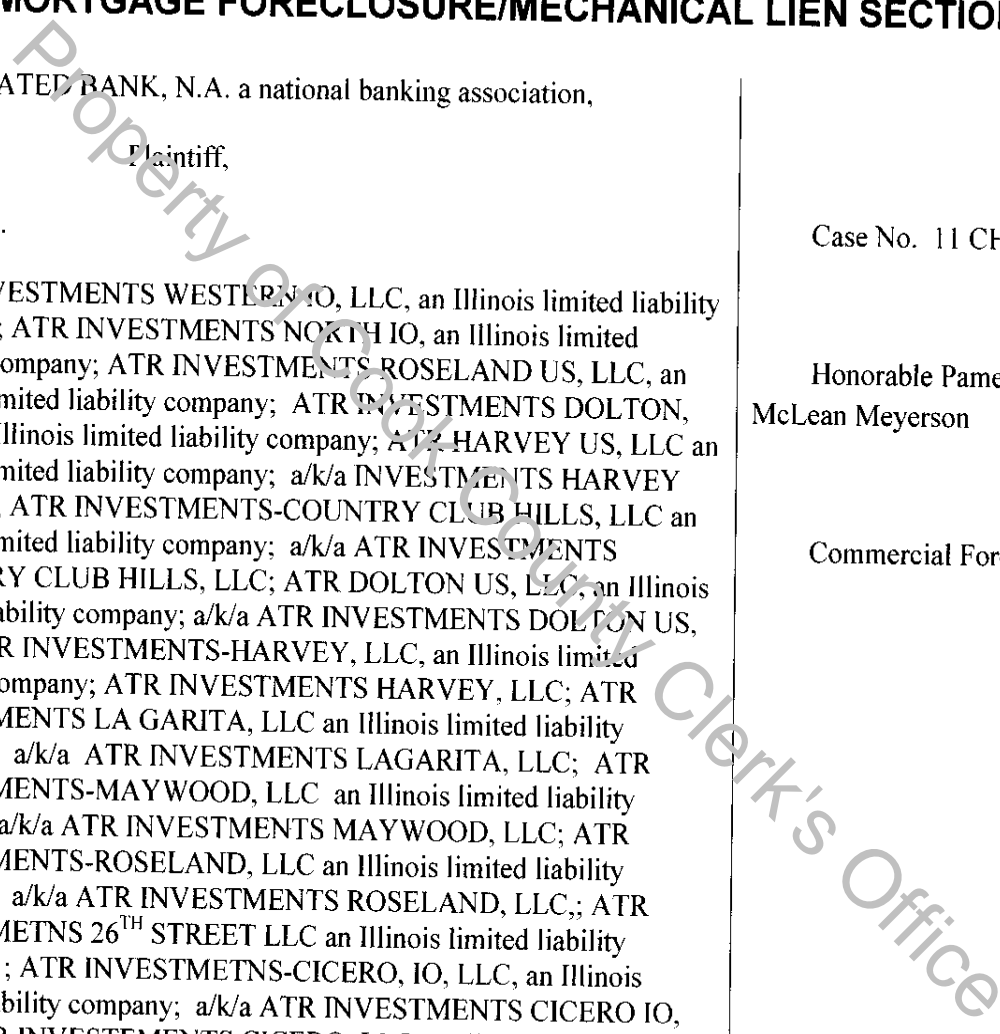 MORTGAGE FORECLOSURE/MECHANICAL LIEN SECTION
ATED BANK, N.A. a national banking association,
Plaintiff,
.
Case No. 11 CH
VESTMENTS WESTERN IO, LLC, an Illinois limited liability
; ATR INVESTMENTS NORTH IO, an Illinois limited
ompany; ATR INVESTMENTS ROSELAND US, LLC, an
mited liability company; ATR INVESTMENTS DOLTON,
llinois limited liability company; ATR HARVEY US, LLC an
mited liability company; a/k/a INVESTMENTS HARVEY
, ATR INVESTMENTS-COUNTRY CLUB HILLS, LLC an
mited liability company; a/k/a ATR INVESTMENTS
RY CLUB HILLS, LLC; ATR DOLTON US, LLC, an Illinois
ability company; a/k/a ATR INVESTMENTS DOLTON US,
R INVESTMENTS-HARVEY, LLC, an Illinois limited
ompany; ATR INVESTMENTS HARVEY, LLC; ATR
MENTS LA GARITA, LLC an Illinois limited liability
a/k/a ATR INVESTMENTS LAGARITA, LLC; ATR
MENTS-MAYWOOD, LLC an Illinois limited liability
a/k/a ATR INVESTMENTS MAYWOOD, LLC; ATR
MENTS-ROSELAND, LLC an Illinois limited liability
a/k/a ATR INVESTMENTS ROSELAND, LLC,; ATR
METNS 26TH STREET LLC an Illinois limited liability
; ATR INVESTMETNS-CICERO, IO, LLC, an Illinois
bility company; a/k/a ATR INVESTMENTS CICERO IO,
Honorable Pame
McLean Meyerson
Commercial For
Property of Cook County Clerk's Office